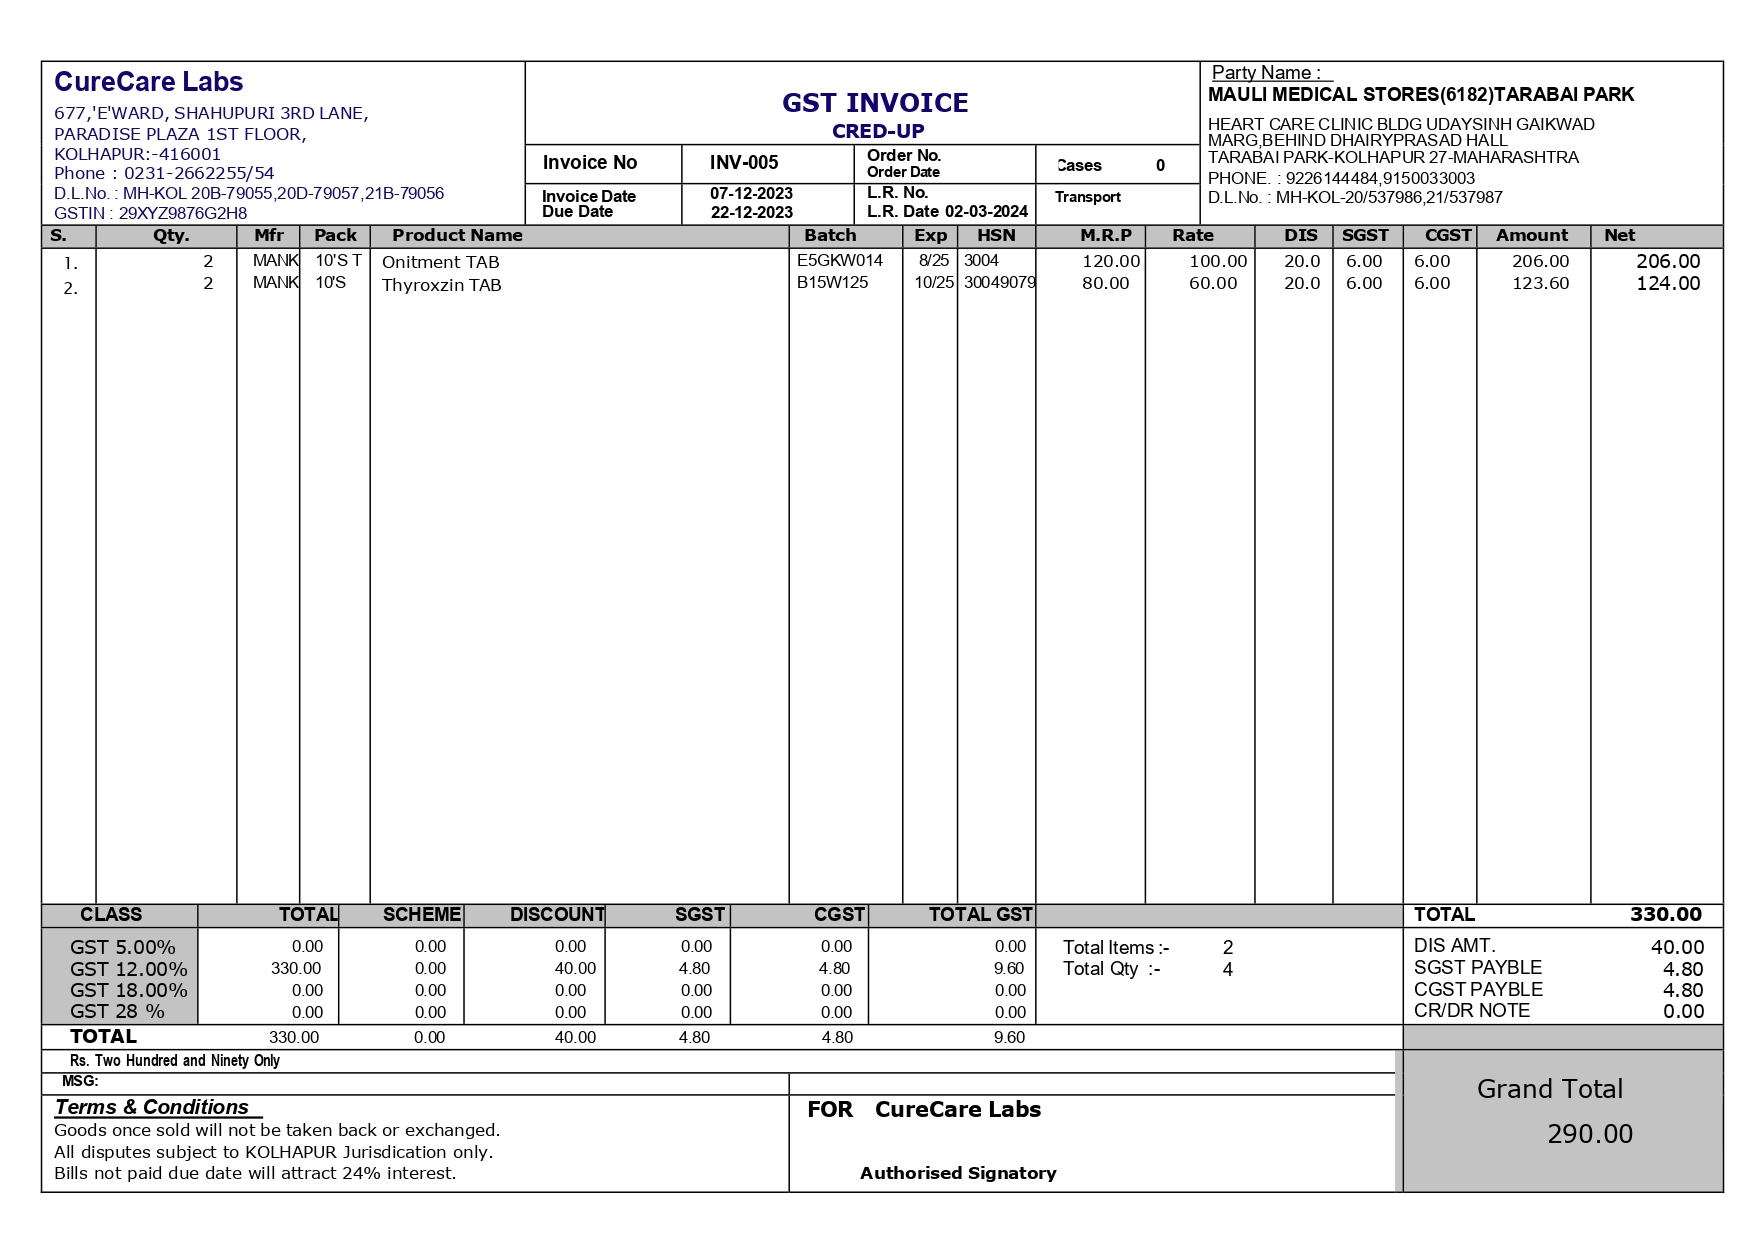 CureCare Labs
677,'E'WARD, SHAHUPURI 3RD LANE,
PARADISE PLAZA 1ST FLOOR,
KOLHAPUR:-416001
Phone : 0231-2662255/54
D.L.No. : MH-KOL 20B-79055,20D-79057,21B-79056
GSTIN : 29XYZ9876G2H8
GST INVOICE
CRED-UP
Invoice No INV-005 Order No. Order Date Cases 0
Invoice Date 07-12-2023 L.R. No. Transport
Due Date 22-12-2023 L.R. Date 02-03-2024
Party Name :
MAULI MEDICAL STORES(6182)TARABAI PARK
HEART CARE CLINIC BLDG UDAYSINH GAIKWAD
MARG,BEHIND DHAIRYPRASAD HALL
TARABAI PARK-KOLHAPUR 27-MAHARASHTRA
PHONE. : 9226144484,9150033003
D.L.No. : MH-KOL-20/537986,21/537987
S. Qty. Mfr Pack Product Name Batch Exp HSN M.R.P Rate DIS SGST CGST Amount Net
1. 2 MANK 10'S T Onitment TAB E5GKW014 8/25 3004 120.00 100.00 20.0 6.00 6.00 206.00 206.00
2. 2 MANK 10'S Thyroxzin TAB B15W125 10/25 30049079 80.00 60.00 20.0 6.00 6.00 123.60 124.00
CLASS TOTAL SCHEME DISCOUNT SGST CGST TOTAL GST TOTAL 330.00
GST 5.00% 0.00 0.00 0.00 0.00 0.00 0.00 Total Items :- 2 DIS AMT. 40.00
GST 12.00% 330.00 0.00 40.00 4.80 4.80 9.60 Total Qty :- 4 SGST PAYBLE 4.80
GST 18.00% 0.00 0.00 0.00 0.00 0.00 0.00 CGST PAYBLE 4.80
GST 28 % 0.00 0.00 0.00 0.00 0.00 0.00 CR/DR NOTE 0.00
TOTAL 330.00 0.00 40.00 4.80 4.80 9.60
Rs. Two Hundred and Ninety Only
MSG:
Terms & Conditions
Goods once sold will not be taken back or exchanged.
All disputes subject to KOLHAPUR Jurisdication only.
Bills not paid due date will attract 24% interest.
FOR CureCare Labs
Authorised Signatory
Grand Total
290.00